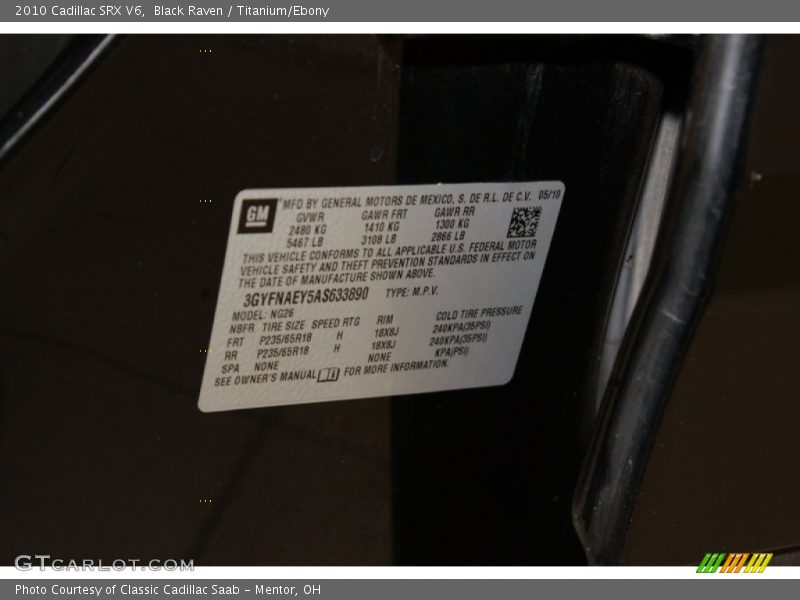 2010 Cadillac SRX V6, Black Raven / Titanium/Ebony
GM
MFD BY GENERAL MOTORS DE MEXICO, S. DE R.L. DE C.V. 05/10
GVWR GAWR FRT GAWR RR
2480 KG 1410 KG 1300 KG
5467 LB 3108 LB 2866 LB
THIS VEHICLE CONFORMS TO ALL APPLICABLE U.S. FEDERAL MOTOR
VEHICLE SAFETY AND THEFT PREVENTION STANDARDS IN EFFECT ON
THE DATE OF MANUFACTURE SHOWN ABOVE.
3GYFNAEY5AS633890 TYPE: M.P.V.
MODEL: NG26
NBFR TIRE SIZE SPEED RTG RIM COLD TIRE PRESSURE
FRT P235/65R18 H 18X8J 240KPA(35PSI)
RR P235/65R18 H 18X8J 240KPA(35PSI)
SPA NONE NONE KPA(PSI)
SEE OWNER'S MANUAL FOR MORE INFORMATION.
GTCARLOT.COM
Photo Courtesy of Classic Cadillac Saab - Mentor, OH